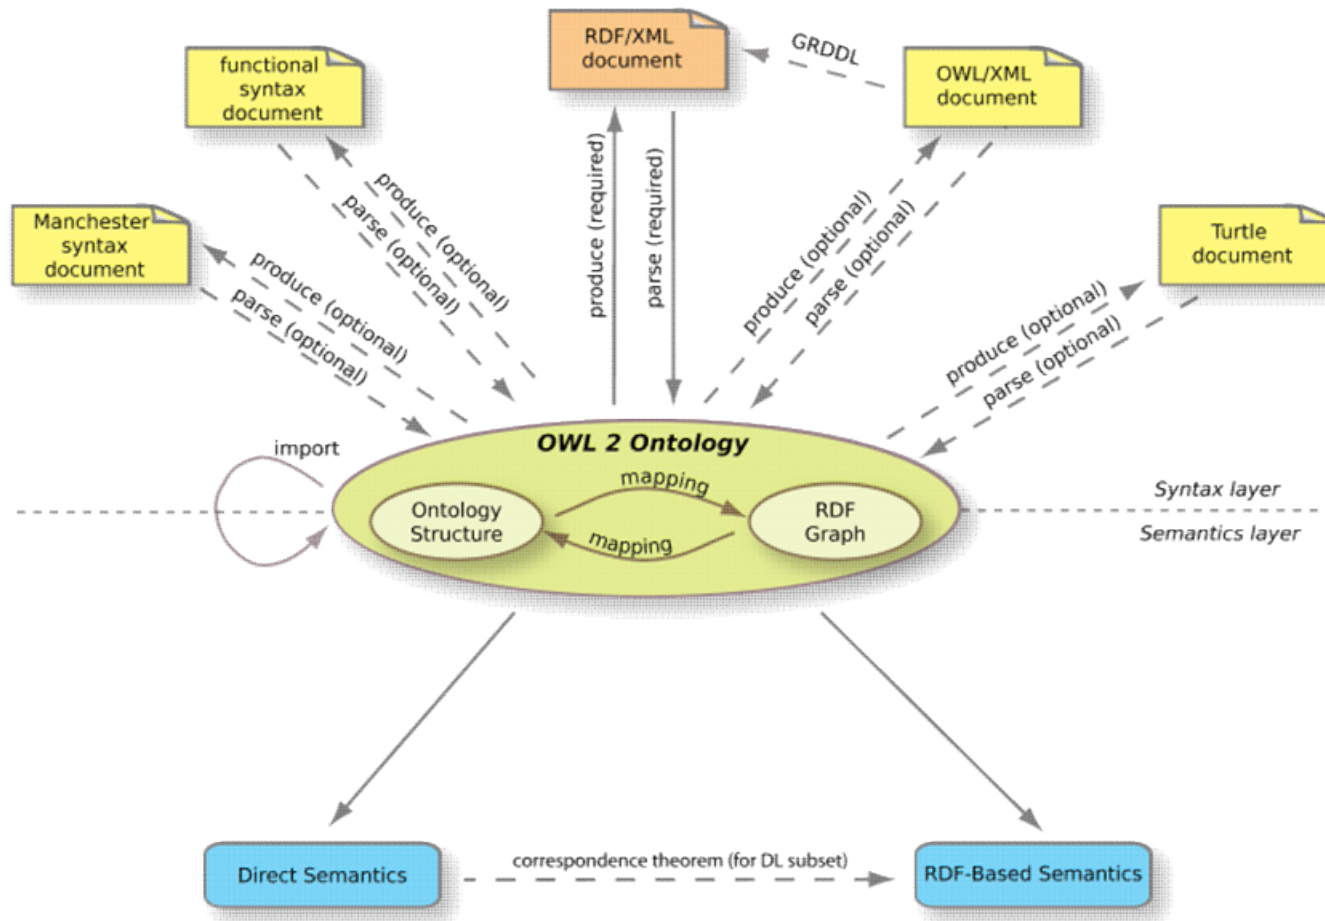 RDF/XML
document
GRDDL
functional
syntax
document
OWL/XML
document
Manchester
syntax
document
Turtle
document
produce (optional)
parse (optional)
produce (optional)
parse (optional)
produce (required)
parse (required)
produce (optional)
parse (optional)
produce (optional)
parse (optional)
import
OWL 2 Ontology
mapping
Ontology
Structure
RDF
Graph
mapping
Syntax layer
Semantics layer
Direct Semantics
correspondence theorem (for DL subset)
RDF-Based Semantics